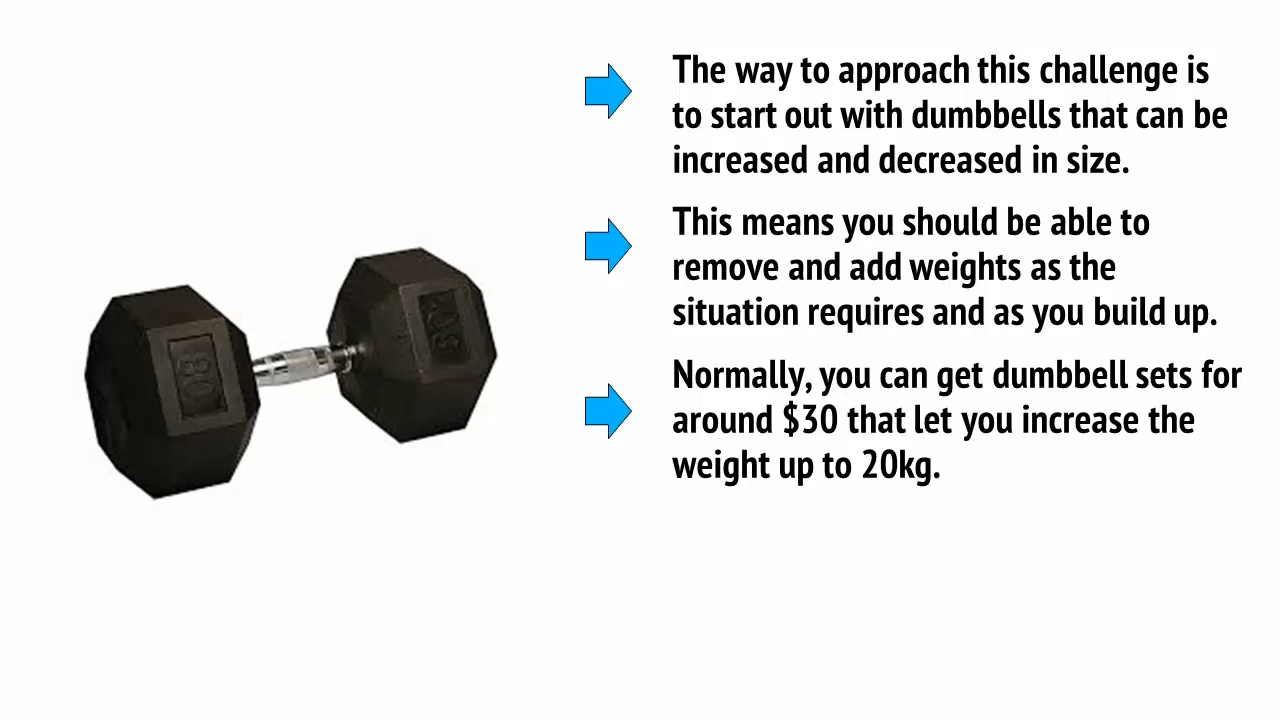 The way to approach this challenge is
to start out with dumbbells that can be
increased and decreased in size.
This means you should be able to
remove and add weights as the
situation requires and as you build up.
Normally, you can get dumbbell sets for
around $30 that let you increase the
weight up to 20kg.
80